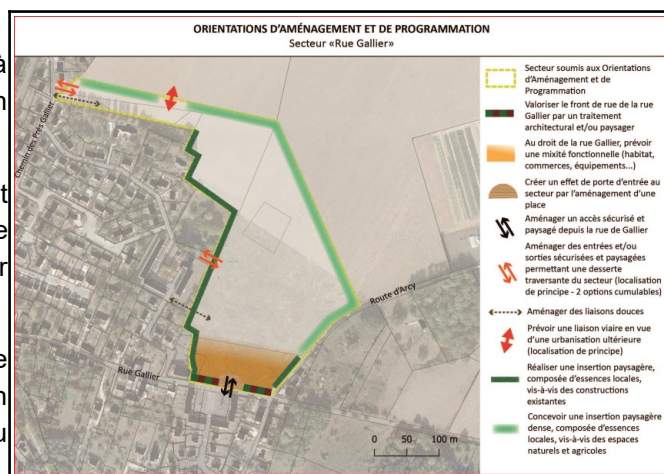 ORIENTATIONS D'AMÉNAGEMENT ET DE PROGRAMMATION
Secteur «Rue Gallier»
à
n
t
e
r
e
n
u
Chemin des Prés Gallier
Route d'Arcy
Rue Gallier
0 50 100 m
Secteur soumis aux Orientations
d'Aménagement et de
Programmation
Valoriser le front de rue de la rue
Gallier par un traitement
architectural et/ou paysager
Au droit de la rue Gallier, prévoir
une mixité fonctionnelle (habitat,
commerces, équipements...)
Créer un effet de porte d'entrée au
secteur par l'aménagement d'une
place
Aménager un accès sécurisé et
paysagé depuis la rue de Gallier
Aménager des entrées et/ou
sorties sécurisées et paysagées
permettant une desserte
traversante du secteur (localisation
de principe - 2 options cumulables)
Aménager des liaisons douces
Prévoir une liaison viaire en vue
d'une urbanisation ultérieure
(localisation de principe)
Réaliser une insertion paysagère,
composée d'essences locales,
vis-à-vis des constructions
existantes
Concevoir une insertion paysagère
dense, composée d'essences
locales, vis-à-vis des espaces
naturels et agricoles